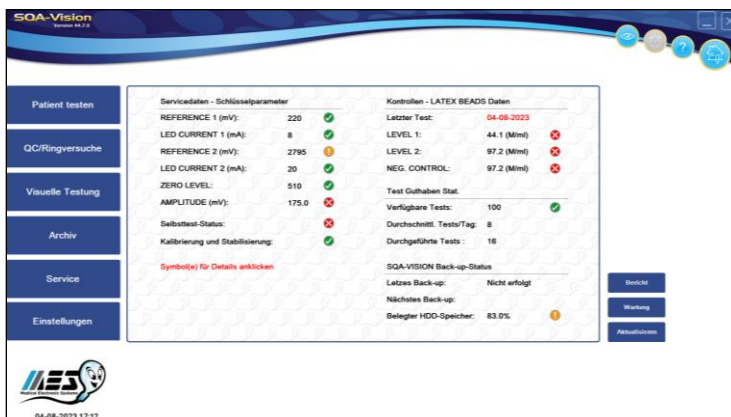 SQA-Vision
Version 44.7.0
?
Patient testen
QC/Ringversuche
Visuelle Testung
Archiv
Service
Einstellungen
Servicedaten - Schlüsselparameter
REFERENCE 1 (mV): 220
LED CURRENT 1 (mA): 8
REFERENCE 2 (mV): 2795
LED CURRENT 2 (mA): 20
ZERO LEVEL: 510
AMPLITUDE (mV): 175.0
Selbsttest-Status:
Kalibrierung und Stabilisierung:
Symbol(e) für Details anklicken
Kontrollen - LATEX BEADS Daten
Letzter Test: 04-08-2023
LEVEL 1: 44.1 (M/ml)
LEVEL 2: 97.2 (M/ml)
NEG. CONTROL: 97.2 (M/ml)
Test Guthaben Stat.
Verfügbare Tests: 100
Durchschnittl. Tests/Tag: 8
Durchgeführte Tests : 16
SQA-VISION Back-up-Status
Letzes Back-up: Nicht erfolgt
Nächstes Back-up:
Belegter HDD-Speicher: 83.0%
Bericht
Wartung
Aktualisieren
MES
Medical Electronic Systems
04-08-2023 17:12